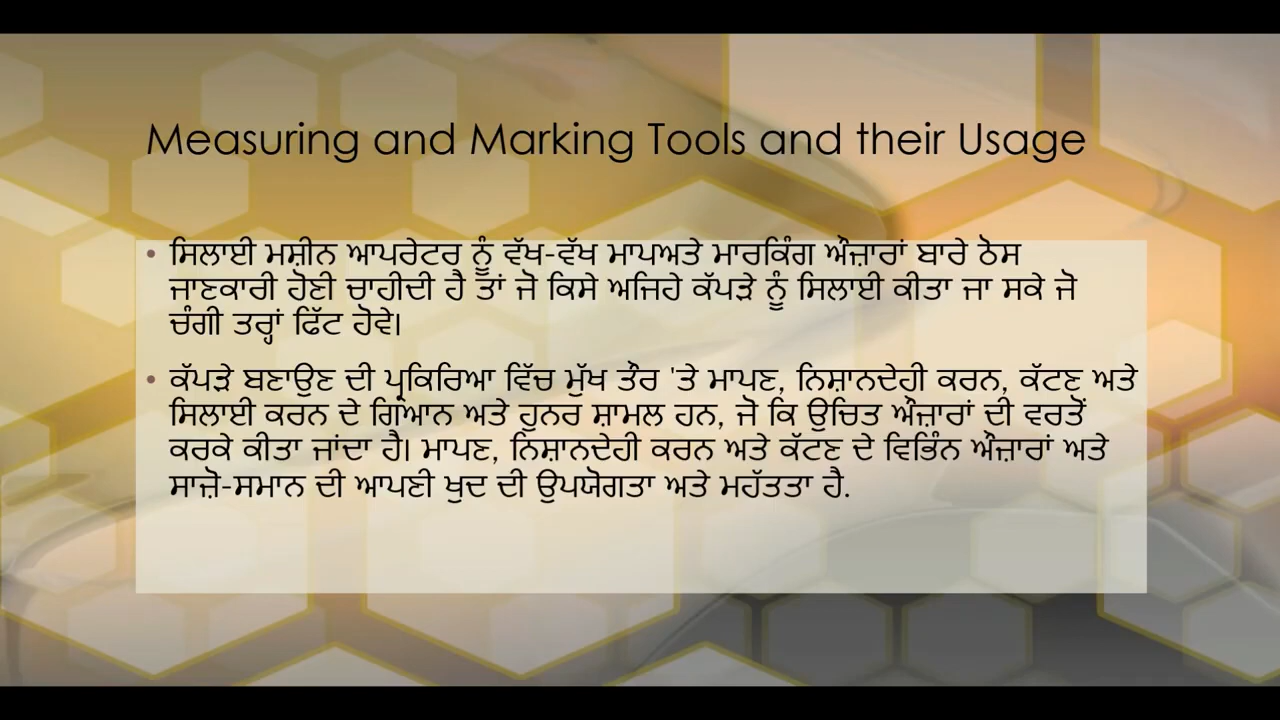 Measuring and Marking Tools and their Usage
• ਸਿਲਾਈ ਮਸ਼ੀਨ ਆਪਰੇਟਰ ਨੂੰ ਵੱਖ-ਵੱਖ ਮਾਪਅਤੇ ਮਾਰਕਿੰਗ ਔਜ਼ਾਰਾਂ ਬਾਰੇ ਠੋਸ
ਜਾਣਕਾਰੀ ਹੋਣੀ ਚਾਹੀਦੀ ਹੈ ਤਾਂ ਜੋ ਕਿਸੇ ਅਜਿਹੇ ਕੱਪੜੇ ਨੂੰ ਸਿਲਾਈ ਕੀਤਾ ਜਾ ਸਕੇ ਜੋ
ਚੰਗੀ ਤਰ੍ਹਾਂ ਫਿੱਟ ਹੋਵੇ।
• ਕੱਪੜੇ ਬਣਾਉਣ ਦੀ ਪ੍ਰਕਿਰਿਆ ਵਿੱਚ ਮੁੱਖ ਤੌਰ 'ਤੇ ਮਾਪਣ, ਨਿਸ਼ਾਨਦੇਹੀ ਕਰਨ, ਕੱਟਣ ਅਤੇ
ਸਿਲਾਈ ਕਰਨ ਦੇ ਗਿਆਨ ਅਤੇ ਹੁਨਰ ਸ਼ਾਮਲ ਹਨ, ਜੋ ਕਿ ਉਚਿਤ ਔਜ਼ਾਰਾਂ ਦੀ ਵਰਤੋਂ
ਕਰਕੇ ਕੀਤਾ ਜਾਂਦਾ ਹੈ। ਮਾਪਣ, ਨਿਸ਼ਾਨਦੇਹੀ ਕਰਨ ਅਤੇ ਕੱਟਣ ਦੇ ਵਿਭਿੰਨ ਔਜ਼ਾਰਾਂ ਅਤੇ
ਸਾਜ਼ੋ-ਸਮਾਨ ਦੀ ਆਪਣੀ ਖੁਦ ਦੀ ਉਪਯੋਗਤਾ ਅਤੇ ਮਹੱਤਤਾ ਹੈ.